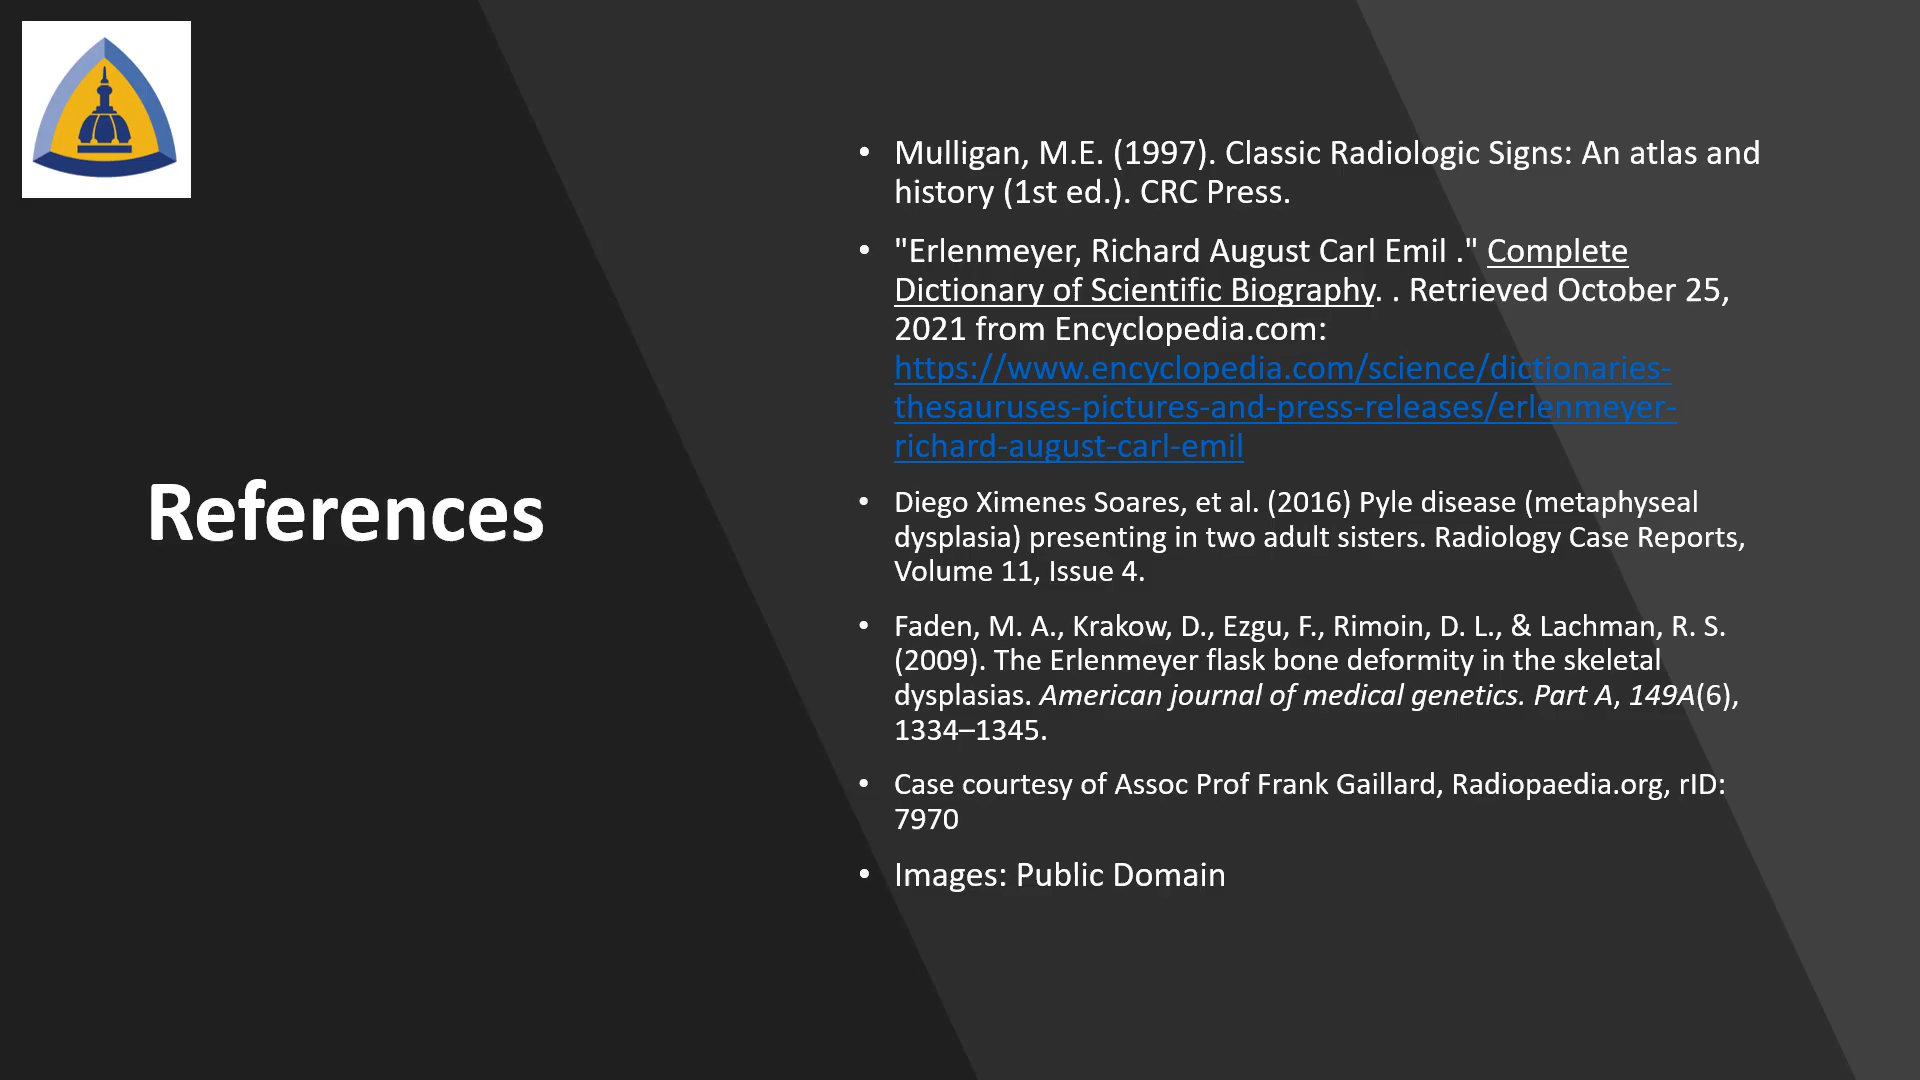 References
• Mulligan, M.E. (1997). Classic Radiologic Signs: An atlas and
history (1st ed.). CRC Press.
• "Erlenmeyer, Richard August Carl Emil ." Complete
Dictionary of Scientific Biography. . Retrieved October 25,
2021 from Encyclopedia.com:
https://www.encyclopedia.com/science/dictionaries-
thesauruses-pictures-and-press-releases/erlenmeyer-
richard-august-carl-emil
• Diego Ximenes Soares, et al. (2016) Pyle disease (metaphyseal
dysplasia) presenting in two adult sisters. Radiology Case Reports,
Volume 11, Issue 4.
• Faden, M. A., Krakow, D., Ezgu, F., Rimoin, D. L., & Lachman, R. S.
(2009). The Erlenmeyer flask bone deformity in the skeletal
dysplasias. American journal of medical genetics. Part A, 149A(6),
1334–1345.
• Case courtesy of Assoc Prof Frank Gaillard, Radiopaedia.org, rID:
7970
• Images: Public Domain